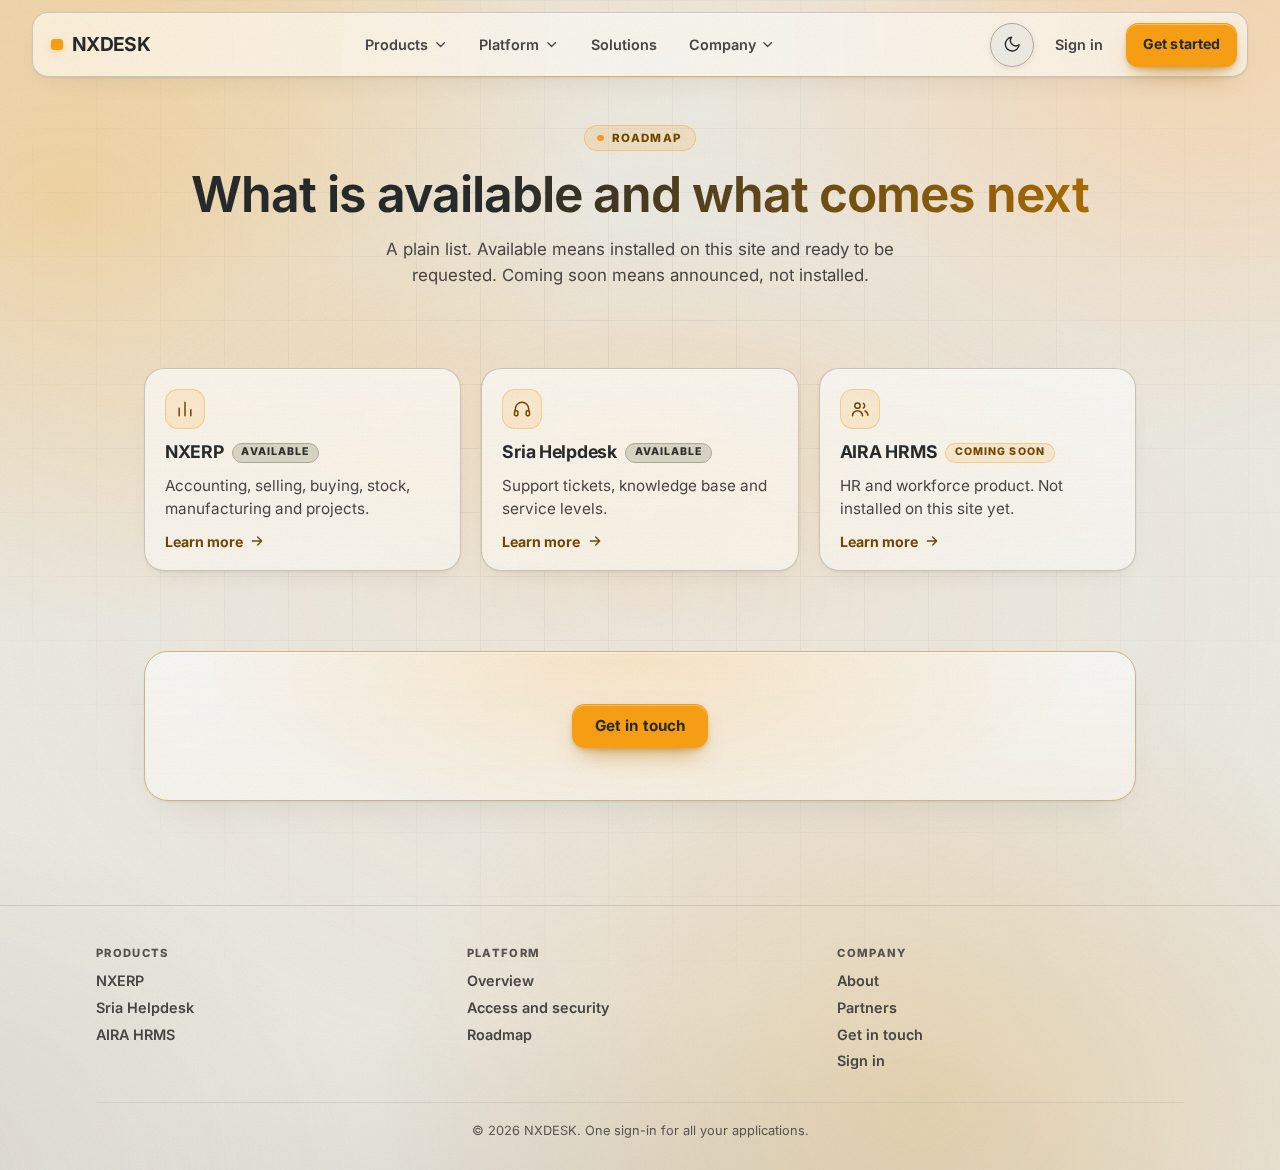 NXDESK
Products
Platform
Solutions
Company
Sign in
Get started
ROADMAP
What is available and what comes next
A plain list. Available means installed on this site and ready to be
requested. Coming soon means announced, not installed.
NXERP AVAILABLE
Accounting, selling, buying, stock,
manufacturing and projects.
Learn more
Sria Helpdesk AVAILABLE
Support tickets, knowledge base and
service levels.
Learn more
AIRA HRMS COMING SOON
HR and workforce product. Not
installed on this site yet.
Learn more
Get in touch
PRODUCTS
NXERP
Sria Helpdesk
AIRA HRMS
PLATFORM
Overview
Access and security
Roadmap
COMPANY
About
Partners
Get in touch
Sign in
© 2026 NXDESK. One sign-in for all your applications.